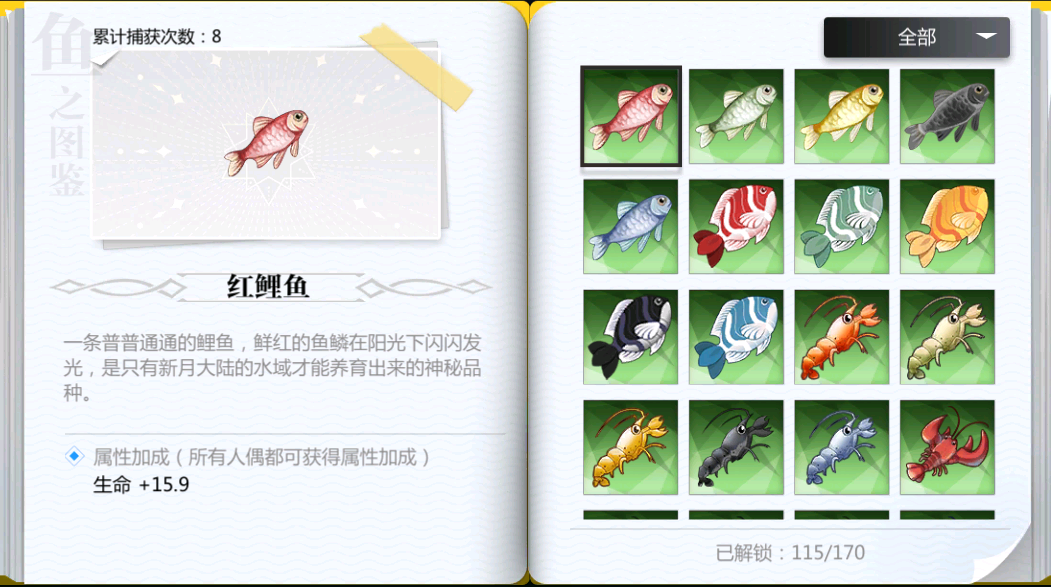 鱼之图鉴
累计捕获次数：8
红鲤鱼
一条普普通通的鲤鱼，鲜红的鱼鳞在阳光下闪闪发
光，是只有新月大陆的水域才能养育出来的神秘品
种。
属性加成（所有人偶都可获得属性加成）
生命 +15.9
全部
已解锁：115/170